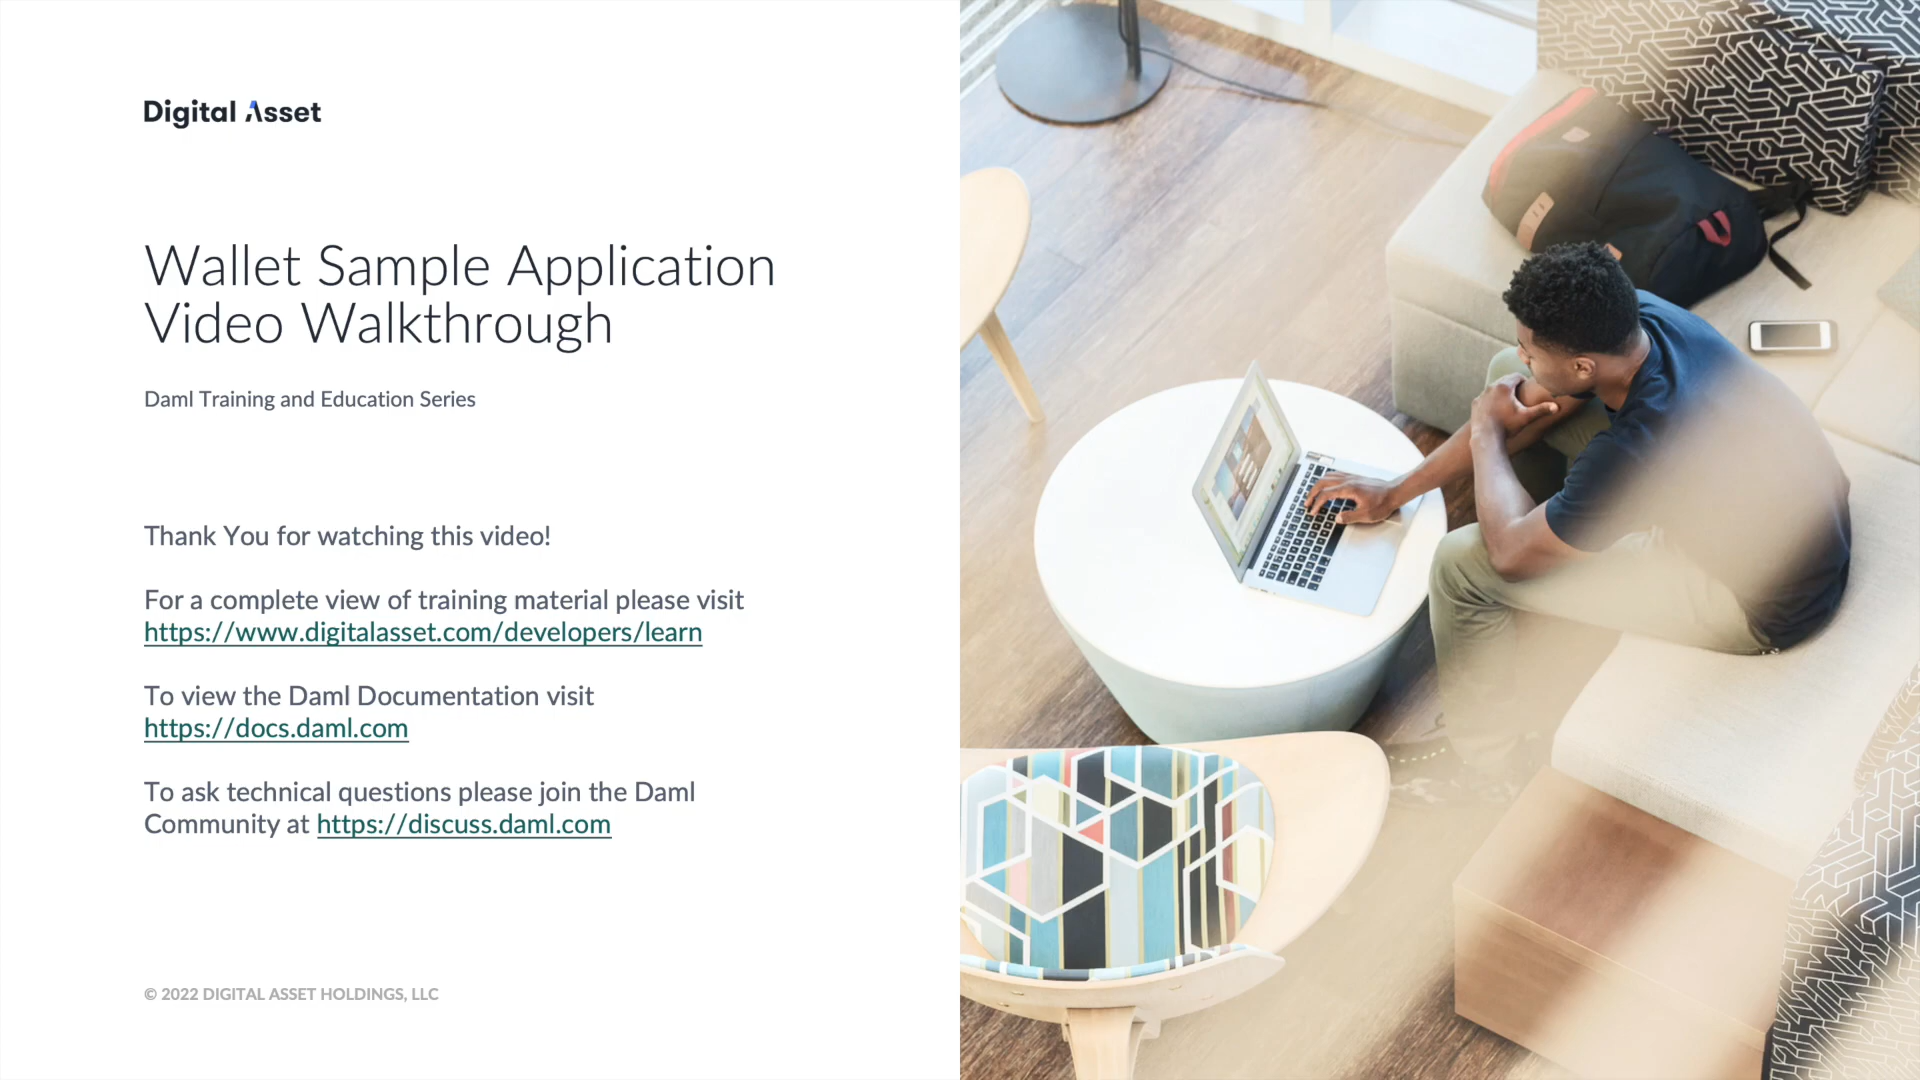 Digital Asset
Wallet Sample Application
Video Walkthrough
Daml Training and Education Series
Thank You for watching this video!
For a complete view of training material please visit
https://www.digitalasset.com/developers/learn
To view the Daml Documentation visit
https://docs.daml.com
To ask technical questions please join the Daml
Community at https://discuss.daml.com
© 2022 DIGITAL ASSET HOLDINGS, LLC